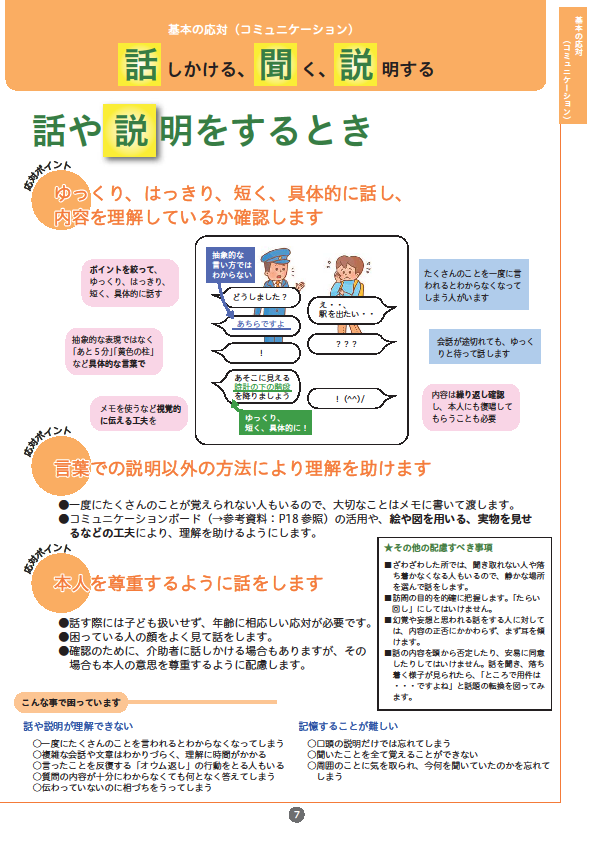 基本の応対（コミュニケーション）
話しかける、聞く、説明する
基本の応対
（コミュニケーション）
話や説明をするとき
応対ポイント
ゆっくり、はっきり、短く、具体的に話し、
内容を理解しているか確認します
ポイントを絞って、
ゆっくり、はっきり、
短く、具体的に話す
抽象的な表現ではなく
「あと５分」「黄色の柱」
など具体的な言葉で
メモを使うなど視覚的
に伝える工夫を
抽象的な
言い方では
わからない
どうしました？
え・・、
駅を出たい・・
あちらですよ
？？？
！
あそこに見える
時計の下の階段
を降りましょう
！(^^)/
ゆっくり、
短く、具体的に！
たくさんのことを一度に言
われるとわからなくなって
しまう人がいます
会話が途切れても、ゆっく
りと待って話します
内容は繰り返し確認
し、本人にも復唱して
もらうことも必要
応対ポイント
言葉での説明以外の方法により理解を助けます
●一度にたくさんのことが覚えられない人もいるので、大切なことはメモに書いて渡します。
●コミュニケーションボード（→参考資料：P18 参照）の活用や、絵や図を用いる、実物を見せ
るなどの工夫により、理解を助けるようにします。
応対ポイント
本人を尊重するように話をします
●話す際には子ども扱いせず、年齢に相応しい応対が必要です。
●困っている人の顔をよく見て話をします。
●確認のために、介助者に話しかける場合もありますが、その
場合も本人の意思を尊重するように配慮します。
★その他の配慮すべき事項
■ざわざわした所では、聞き取れない人や落
ち着かなくなる人もいるので、静かな場所
を選んで話をします。
■訪問の目的を的確に把握します。「たらい
回し」にしてはいけません。
■幻覚や妄想と思われる話をする人に対して
は、内容の正否にかかわらず、まず耳を傾
けます。
■話の内容を頭から否定したり、安易に同意
したりしてはいけません。話を聞き、落ち
着く様子が見られたら、「ところで用件は
・・・ですよね」と話題の転換を図ってみ
ます。
こんな事で困っています
話や説明が理解できない
○一度にたくさんのことを言われるとわからなくなってしまう
○複雑な会話や文章はわかりづらく、理解に時間がかかる
○言ったことを反復する「オウム返し」の行動をとる人もいる
○質問の内容が十分にわからなくても何となく答えてしまう
○伝わっていないのに相づちをうってしまう
記憶することが難しい
○口頭の説明だけでは忘れてしまう
○聞いたことを全て覚えることができない
○周囲のことに気を取られ、今何を聞いていたのかを忘れて
しまう
7